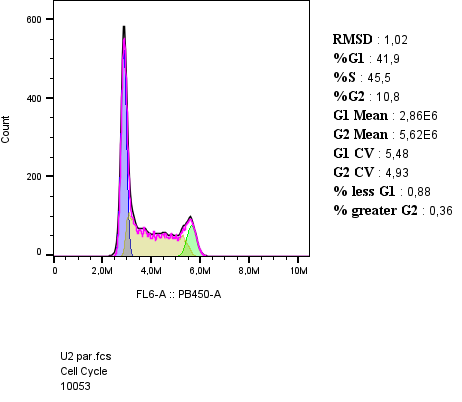 600
400
200
0
Count
0
2,0M
4,0M
6,0M
8,0M
10M
FL6-A :: PB450-A
RMSD : 1,02
%G1 : 41,9
%S : 45,5
%G2 : 10,8
G1 Mean : 2,86E6
G2 Mean : 5,62E6
G1 CV : 5,48
G2 CV : 4,93
% less G1 : 0,88
% greater G2 : 0,36
U2 par.fcs
Cell Cycle
10053